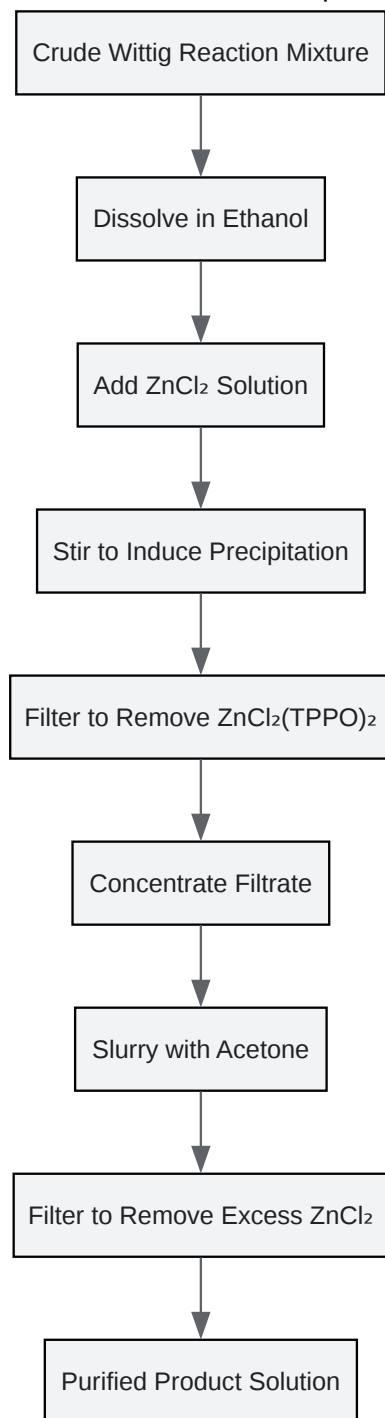 Crude Wittig Reaction Mixture
Dissolve in Ethanol
Add ZnCl₂ Solution
Stir to Induce Precipitation
Filter to Remove ZnCl₂(TPPO)₂
Concentrate Filtrate
Slurry with Acetone
Filter to Remove Excess ZnCl₂
Purified Product Solution